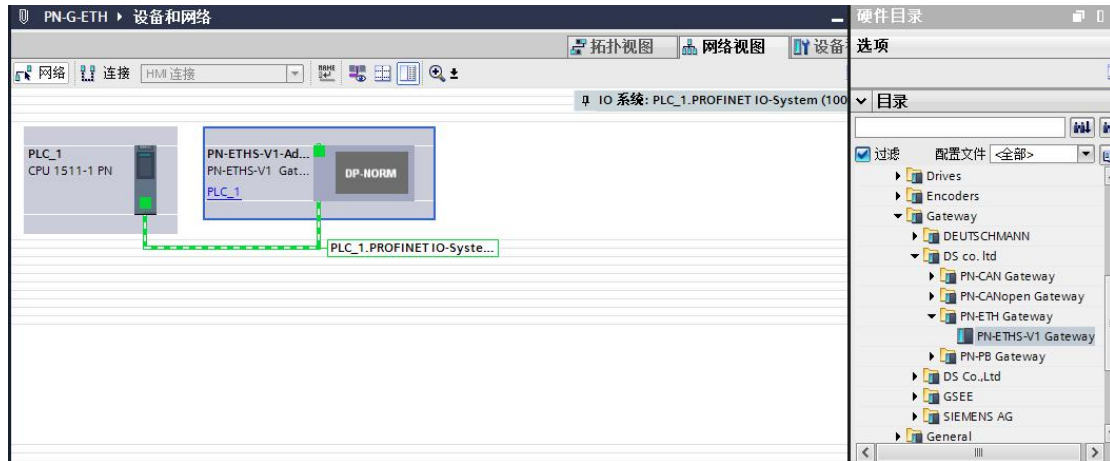 PN-G-ETH ▸ 设备和网络
硬件目录
拓扑视图
网络视图
设备
选项
网络
连接
HMI 连接
IO 系统: PLC_1.PROFINET IO-System (100
目录
过滤
配置文件
<全部>
PLC_1
CPU 1511-1 PN
PN-ETHS-V1-Ad...
PN-ETHS-V1 Gat...
PLC_1
DP-NORM
PLC_1.PROFINET IO-Syste...
Drives
Encoders
Gateway
DEUTSCHMANN
DS co. ltd
PN-CAN Gateway
PN-CANopen Gateway
PN-ETH Gateway
PN-ETHS-V1 Gateway
PN-PB Gateway
DS Co.,Ltd
GSEE
SIEMENS AG
General